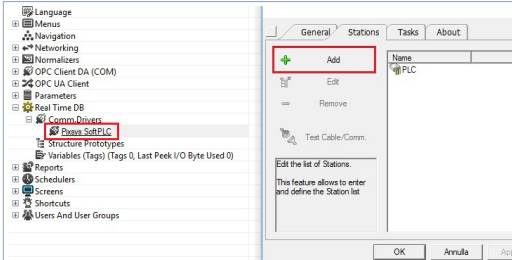 Language
Menus
Navigation
Networking
Normalizers
OPC Client DA (COM)
OPC UA Client
Parameters
Real Time DB
Comm.Drivers
Pixsys SoftPLC
Structure Prototypes
Variables (Tags) (Tags 0, Last Peek I/O Byte Used 0)
Reports
Schedulers
Screens
Shortcuts
Users And User Groups
General Stations Tasks About
Add
Edit
Remove
Test Cable/Comm.
Edit the list of Stations.
This feature allows to enter
and define the Station list
Name
PLC
OK Annulla App